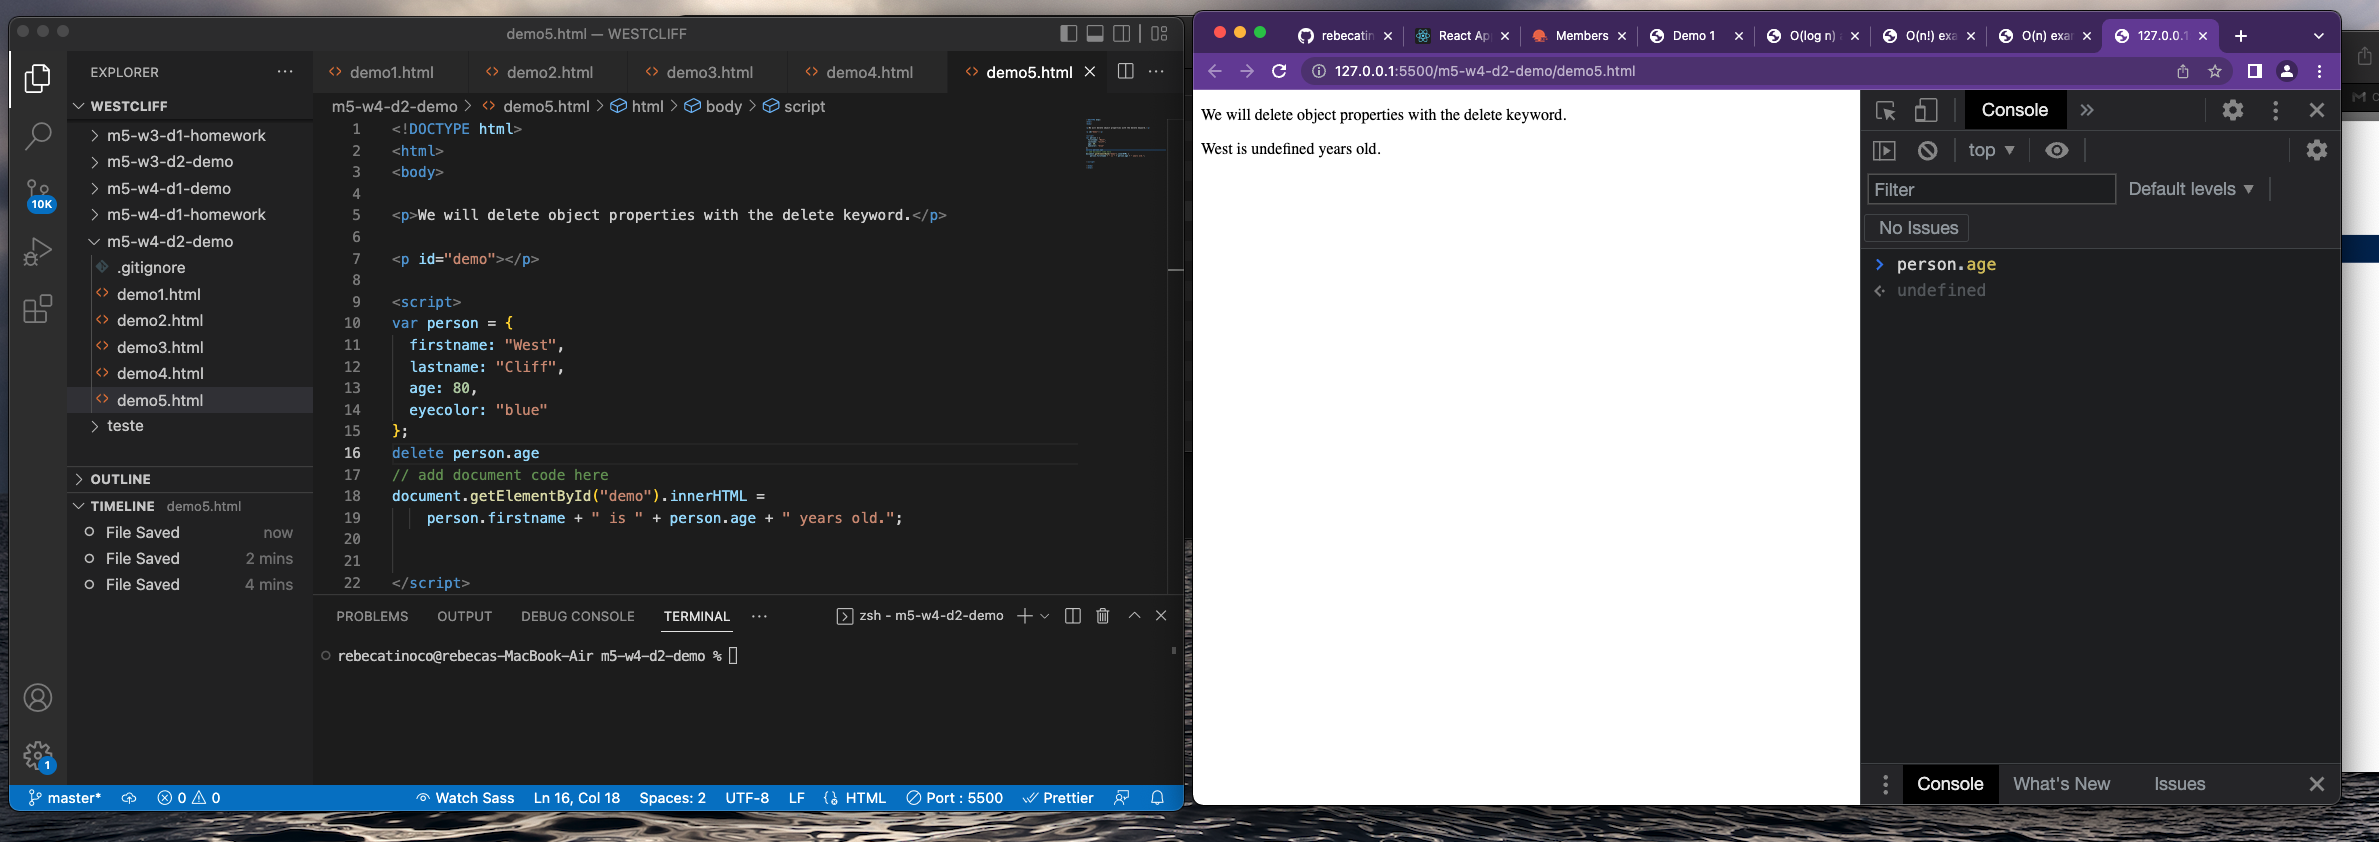 demo5.html — WESTCLIFF
EXPLORER
WESTCLIFF
m5-w3-d1-homework
m5-w3-d2-demo
m5-w4-d1-demo
m5-w4-d1-homework
m5-w4-d2-demo
.gitignore
demo1.html
demo2.html
demo3.html
demo4.html
demo5.html
teste
OUTLINE
TIMELINE demo5.html
File Saved now
File Saved 2 mins
File Saved 4 mins
10K
1
demo1.html demo2.html demo3.html demo4.html demo5.html
m5-w4-d2-demo > demo5.html > html > body > script
1 <!DOCTYPE html>
2 <html>
3 <body>
4
5 <p>We will delete object properties with the delete keyword.</p>
6
7 <p id="demo"></p>
8
9 <script>
10 var person = {
11 firstname: "West",
12 lastname: "Cliff",
13 age: 80,
14 eyecolor: "blue"
15 };
16 delete person.age
17 // add document code here
18 document.getElementById("demo").innerHTML =
19 person.firstname + " is " + person.age + " years old.";
20
21
22 </script>
PROBLEMS OUTPUT DEBUG CONSOLE TERMINAL ··· zsh - m5-w4-d2-demo
rebecatinoco@rebecas-MacBook-Air m5-w4-d2-demo %
master* 0 0 Watch Sass Ln 16, Col 18 Spaces: 2 UTF-8 LF HTML Port : 5500 Prettier
rebecatin React Ap Members Demo 1 O(log n) O(n!) exa O(n) exa 127.0.0.1
127.0.0.1:5500/m5-w4-d2-demo/demo5.html
We will delete object properties with the delete keyword.
West is undefined years old.
Console
top
Filter Default levels
No Issues
person.age
undefined
Console What's New Issues